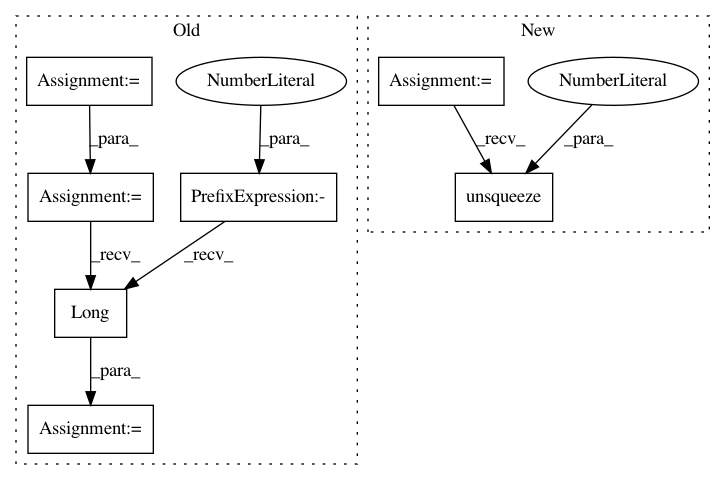 Old
New
Assignment:=
NumberLiteral
Assignment:=
NumberLiteral
_para_
_para_
_recv_
_para_
Assignment:=
PrefixExpression:-
unsqueeze
_recv_
_recv_
Long
_para_
Assignment:=